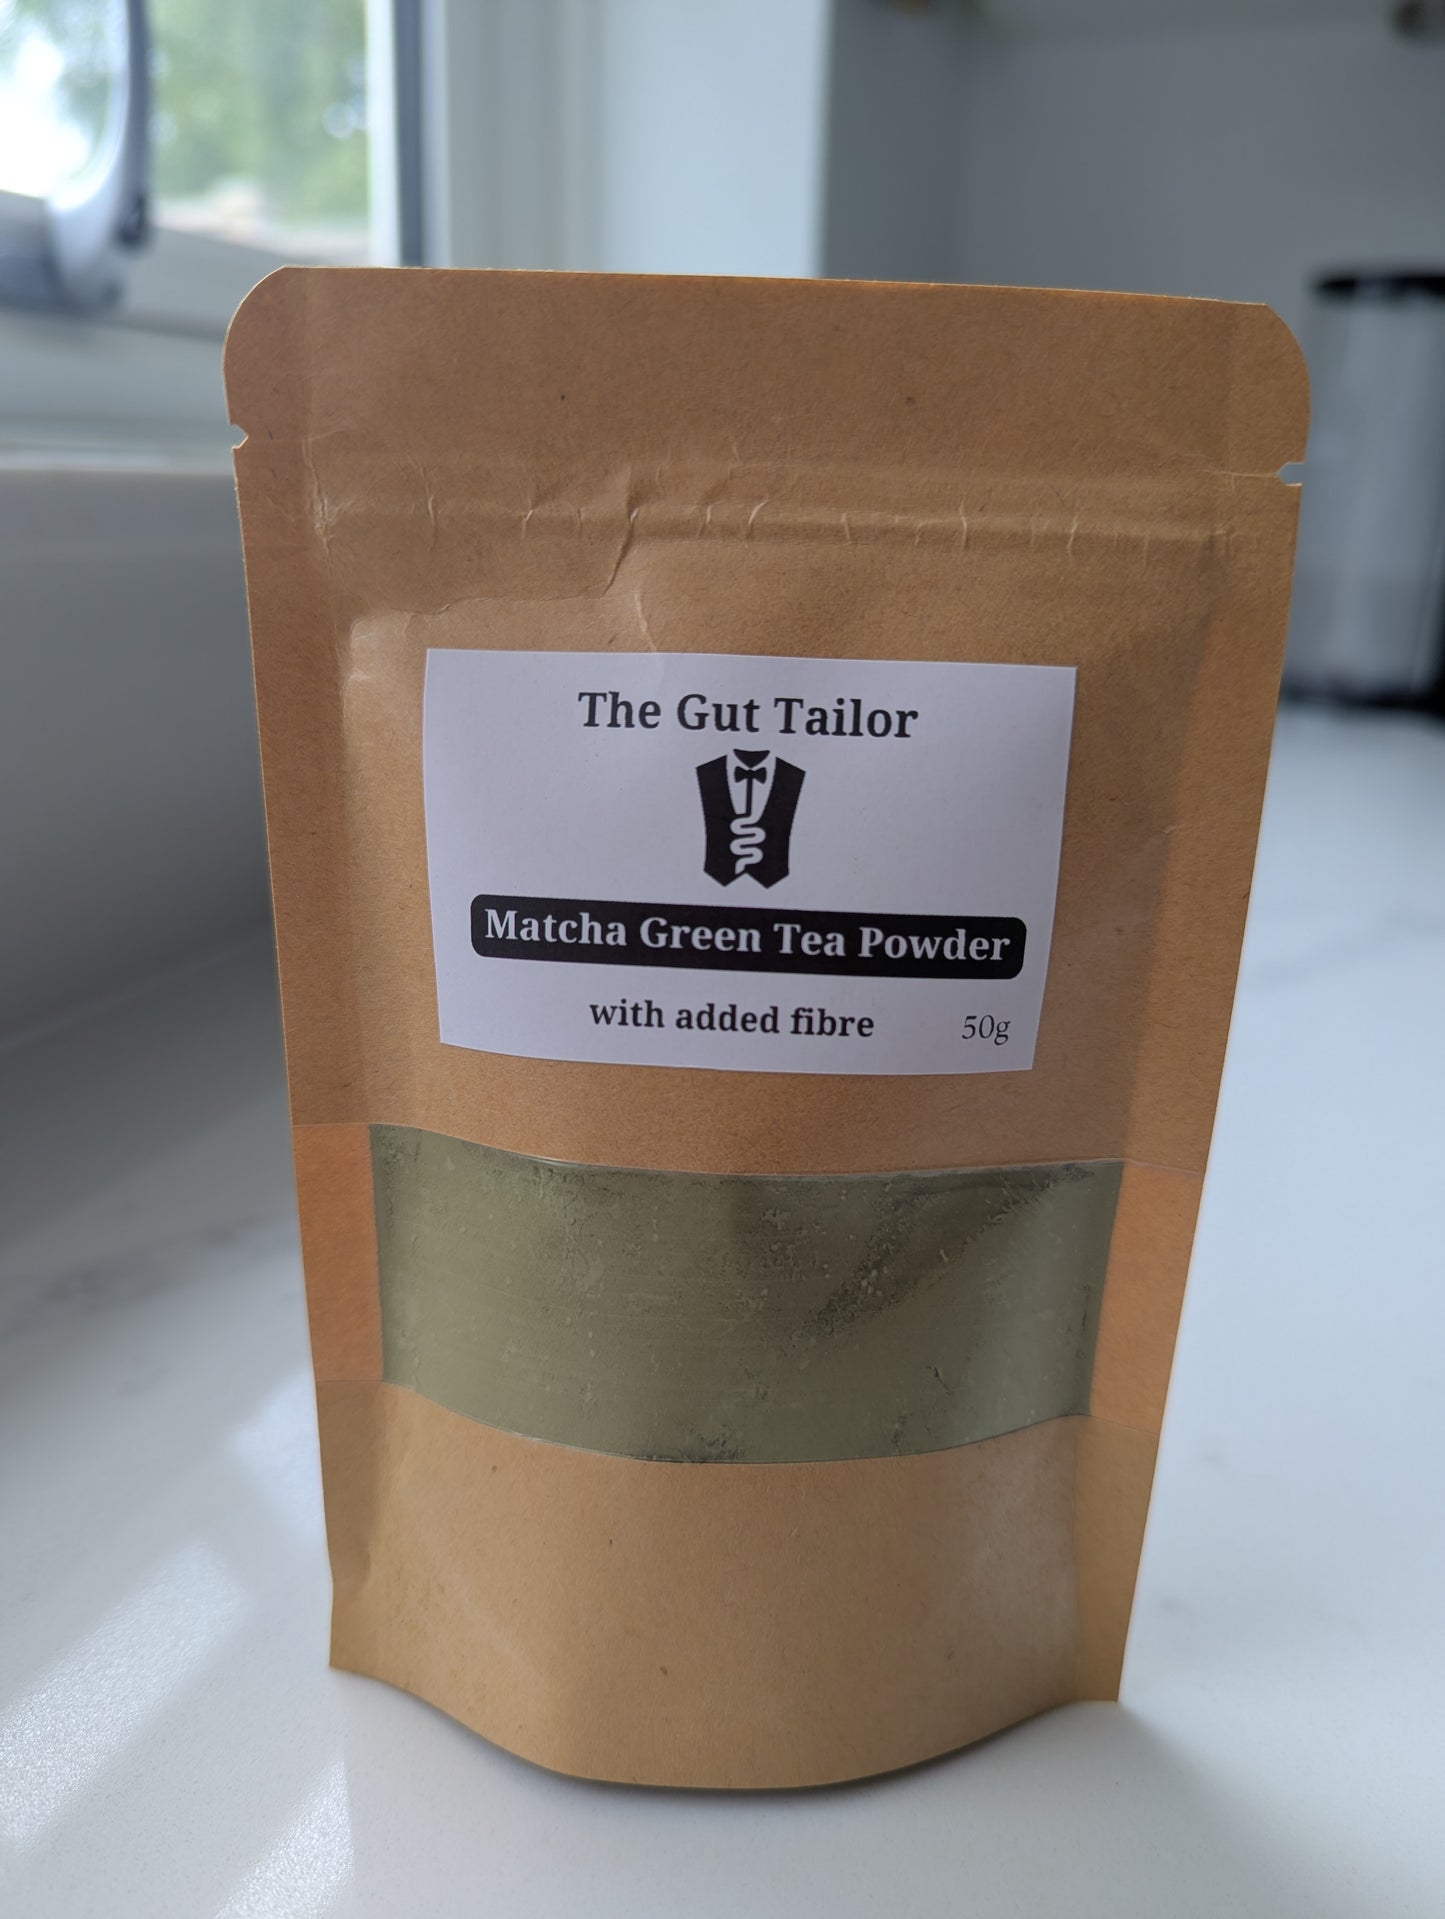 The Gut Tailor
Matcha Green Tea Powder
with added fibre
50g